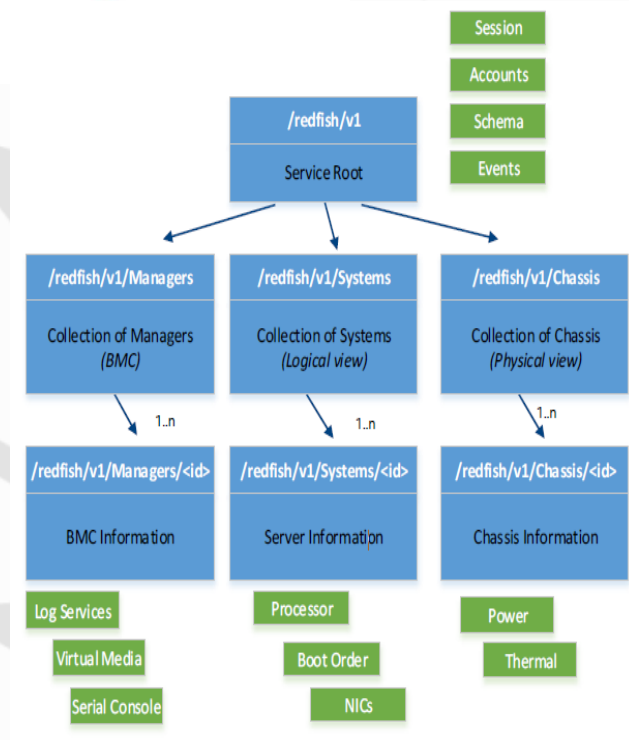 Session
Accounts
Schema
Events
/redfish/v1
Service Root
/redfish/v1/Managers
Collection of Managers
(BMC)
/redfish/v1/Systems
Collection of Systems
(Logical view)
/redfish/v1/Chassis
Collection of Chassis
(Physical view)
1..n
1..n
1..n
/redfish/v1/Managers/<id>
BMC Information
/redfish/v1/Systems/<id>
Server Information
/redfish/v1/Chassis/<id>
Chassis Information
Log Services
Virtual Media
Serial Console
Processor
Boot Order
NICs
Power
Thermal